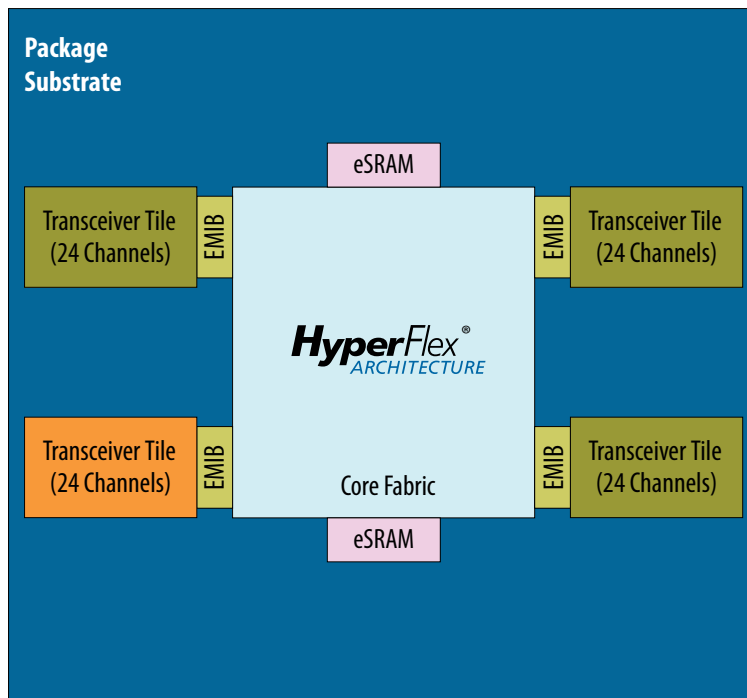 Package
Substrate
eSRAM
Transceiver Tile
(24 Channels)
EMIB
EMIB
Transceiver Tile
(24 Channels)
HyperFlex®
ARCHITECTURE
Transceiver Tile
(24 Channels)
EMIB
Core Fabric
EMIB
Transceiver Tile
(24 Channels)
eSRAM